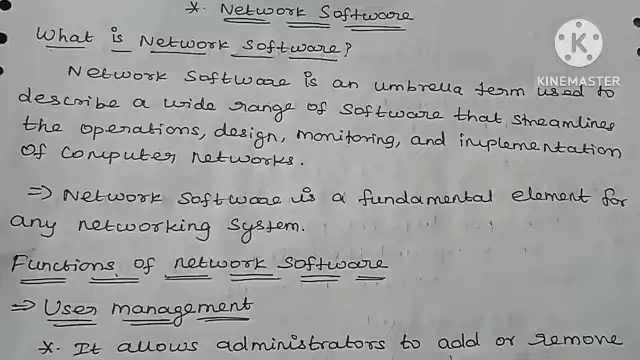 *. Network Software
What is Network Software?
Network Software is an umbrella term used to
describe a wide range of software that streamlines
the operations, design, monitoring, and implementation
of computer networks.
⇒ Network Software is a fundamental element for
any networking system.
Functions of network software
⇒ User management
*. It allows administrators to add or remove
K
KINEMASTER